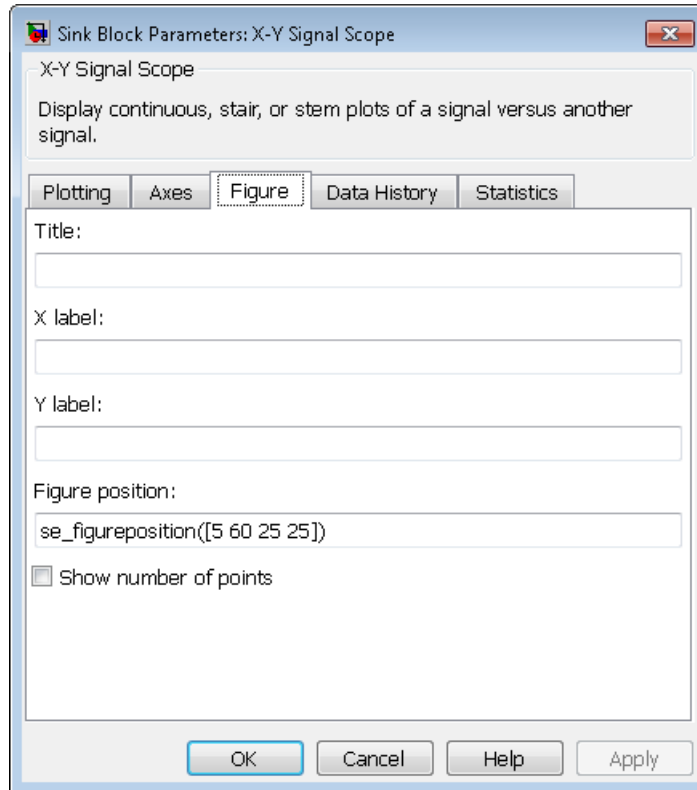 Sink Block Parameters: X-Y Signal Scope
X-Y Signal Scope
Display continuous, stair, or stem plots of a signal versus another
signal.
Plotting Axes Figure Data History Statistics
Title:
X label:
Y label:
Figure position:
se_figureposition([5 60 25 25])
Show number of points
OK Cancel Help Apply